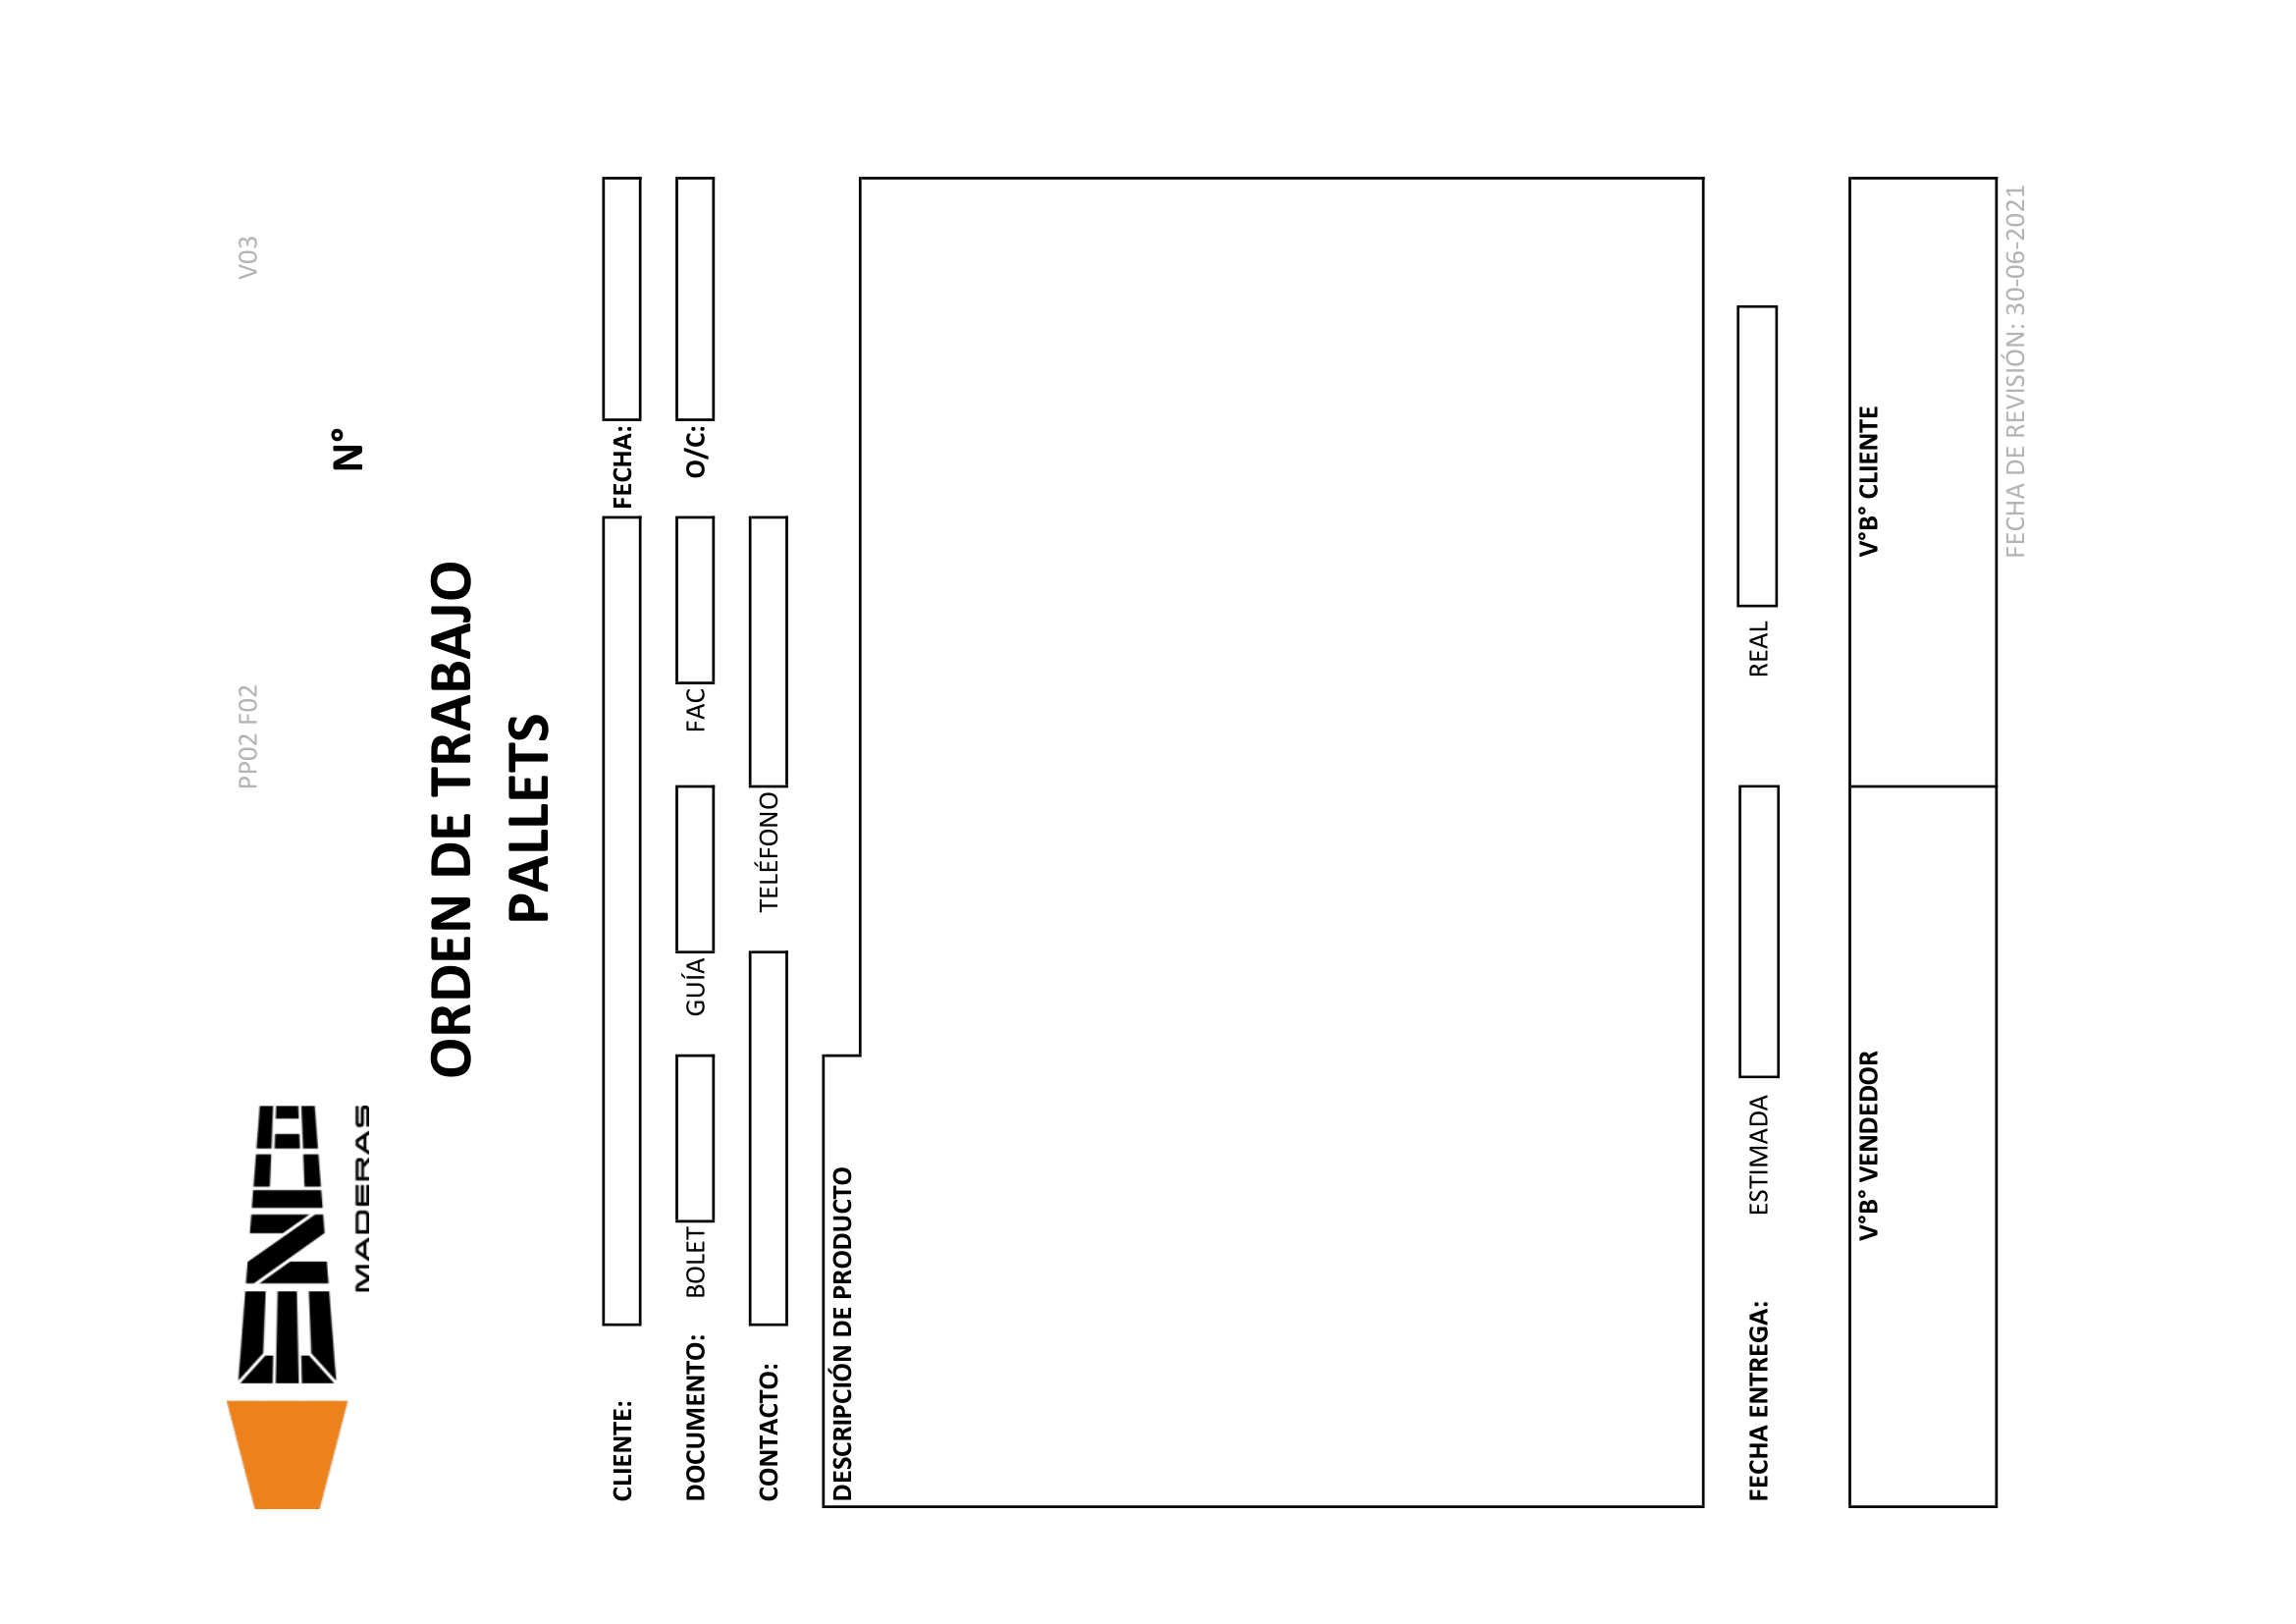 PP02 F02 V03
MADERAS
N°
ORDEN DE TRABAJO
PALLETS
CLIENTE: FECHA:
DOCUMENTO: BOLET GUÍA FAC O/C:
CONTACTO: TELÉFONO
DESCRIPCIÓN DE PRODUCTO
FECHA ENTREGA: ESTIMADA REAL
V°B° VENDEDOR V°B° CLIENTE
FECHA DE REVISIÓN: 30-06-2021